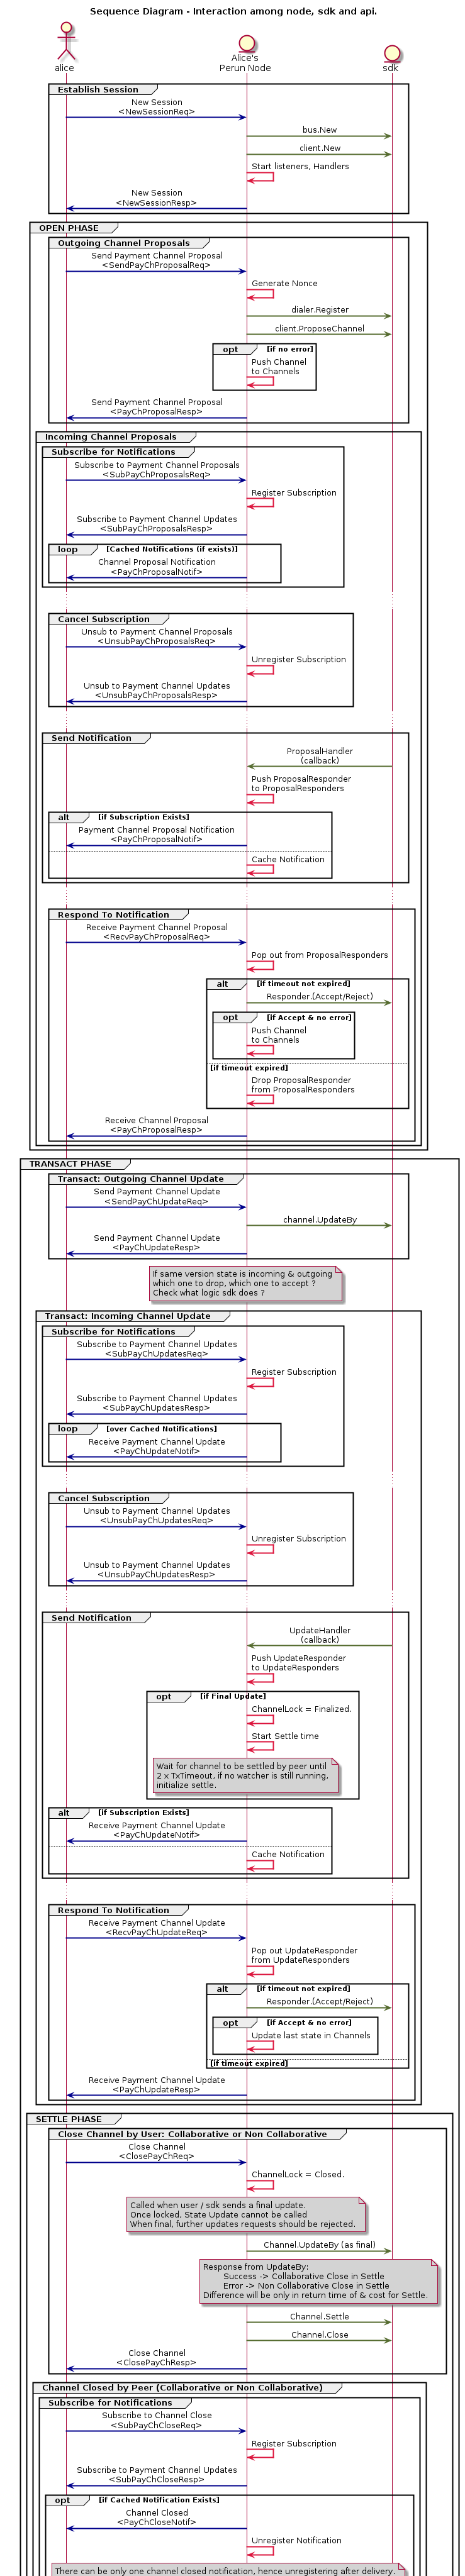 Sequence Diagram - Interaction among node, sdk and api.
alice
Alice's
Perun Node
sdk
Establish Session
New Session
<NewSessionReq>
bus.New
client.New
Start listeners, Handlers
New Session
<NewSessionResp>
OPEN PHASE
Outgoing Channel Proposals
Send Payment Channel Proposal
<SendPayChProposalReq>
Generate Nonce
dialer.Register
client.ProposeChannel
opt [if no error]
Push Channel
to Channels
Send Payment Channel Proposal
<PayChProposalResp>
Incoming Channel Proposals
Subscribe for Notifications
Subscribe to Payment Channel Proposals
<SubPayChProposalsReq>
Register Subscription
Subscribe to Payment Channel Updates
<SubPayChProposalsResp>
loop [Cached Notifications (if exists)]
Channel Proposal Notification
<PayChProposalNotif>
Cancel Subscription
Unsub to Payment Channel Proposals
<UnsubPayChProposalsReq>
Unregister Subscription
Unsub to Payment Channel Updates
<UnsubPayChProposalsResp>
Send Notification
ProposalHandler
(callback)
Push ProposalResponder
to ProposalResponders
alt [if Subscription Exists]
Payment Channel Proposal Notification
<PayChProposalNotif>
Cache Notification
Respond To Notification
Receive Payment Channel Proposal
<RecvPayChProposalReq>
Pop out from ProposalResponders
alt [if timeout not expired]
Responder.(Accept/Reject)
opt [if Accept & no error]
Push Channel
to Channels
[if timeout expired]
Drop ProposalResponder
from ProposalResponders
Receive Channel Proposal
<PayChProposalResp>
TRANSACT PHASE
Transact: Outgoing Channel Update
Send Payment Channel Update
<SendPayChUpdateReq>
channel.UpdateBy
Send Payment Channel Update
<PayChUpdateResp>
If same version state is incoming & outgoing
which one to drop, which one to accept ?
Check what logic sdk does ?
Transact: Incoming Channel Update
Subscribe for Notifications
Subscribe to Payment Channel Updates
<SubPayChUpdatesReq>
Register Subscription
Subscribe to Payment Channel Updates
<SubPayChUpdatesResp>
loop [over Cached Notifications]
Receive Payment Channel Update
<PayChUpdateNotif>
Cancel Subscription
Unsub to Payment Channel Updates
<UnsubPayChUpdatesReq>
Unregister Subscription
Unsub to Payment Channel Updates
<UnsubPayChUpdatesResp>
Send Notification
UpdateHandler
(callback)
Push UpdateResponder
to UpdateResponders
opt [if Final Update]
ChannelLock = Finalized.
Start Settle time
Wait for channel to be settled by peer until
2 x TxTimeout, if no watcher is still running,
initialize settle.
alt [if Subscription Exists]
Receive Payment Channel Update
<PayChUpdateNotif>
Cache Notification
Respond To Notification
Receive Payment Channel Update
<RecvPayChUpdateReq>
Pop out UpdateResponder
from UpdateResponders
alt [if timeout not expired]
Responder.(Accept/Reject)
opt [if Accept & no error]
Update last state in Channels
[if timeout expired]
Receive Payment Channel Update
<PayChUpdateResp>
SETTLE PHASE
Close Channel by User: Collaborative or Non Collaborative
Close Channel
<ClosePayChReq>
ChannelLock = Closed.
Called when user / sdk sends a final update.
Once locked, State Update cannot be called
When final, further updates requests should be rejected.
Channel.UpdateBy (as final)
Response from UpdateBy:
Success -> Collaborative Close in Settle
Error -> Non Collaborative Close in Settle
Difference will be only in return time of & cost for Settle.
Channel.Settle
Channel.Close
Close Channel
<ClosePayChResp>
Channel Closed by Peer (Collaborative or Non Collaborative)
Subscribe for Notifications
Subscribe to Channel Close
<SubPayChCloseReq>
Register Subscription
Subscribe to Payment Channel Updates
<SubPayChCloseResp>
opt [if Cached Notification Exists]
Channel Closed
<PayChCloseNotif>
Unregister Notification
There can be only one channel closed notification, hence unregistering after delivery.